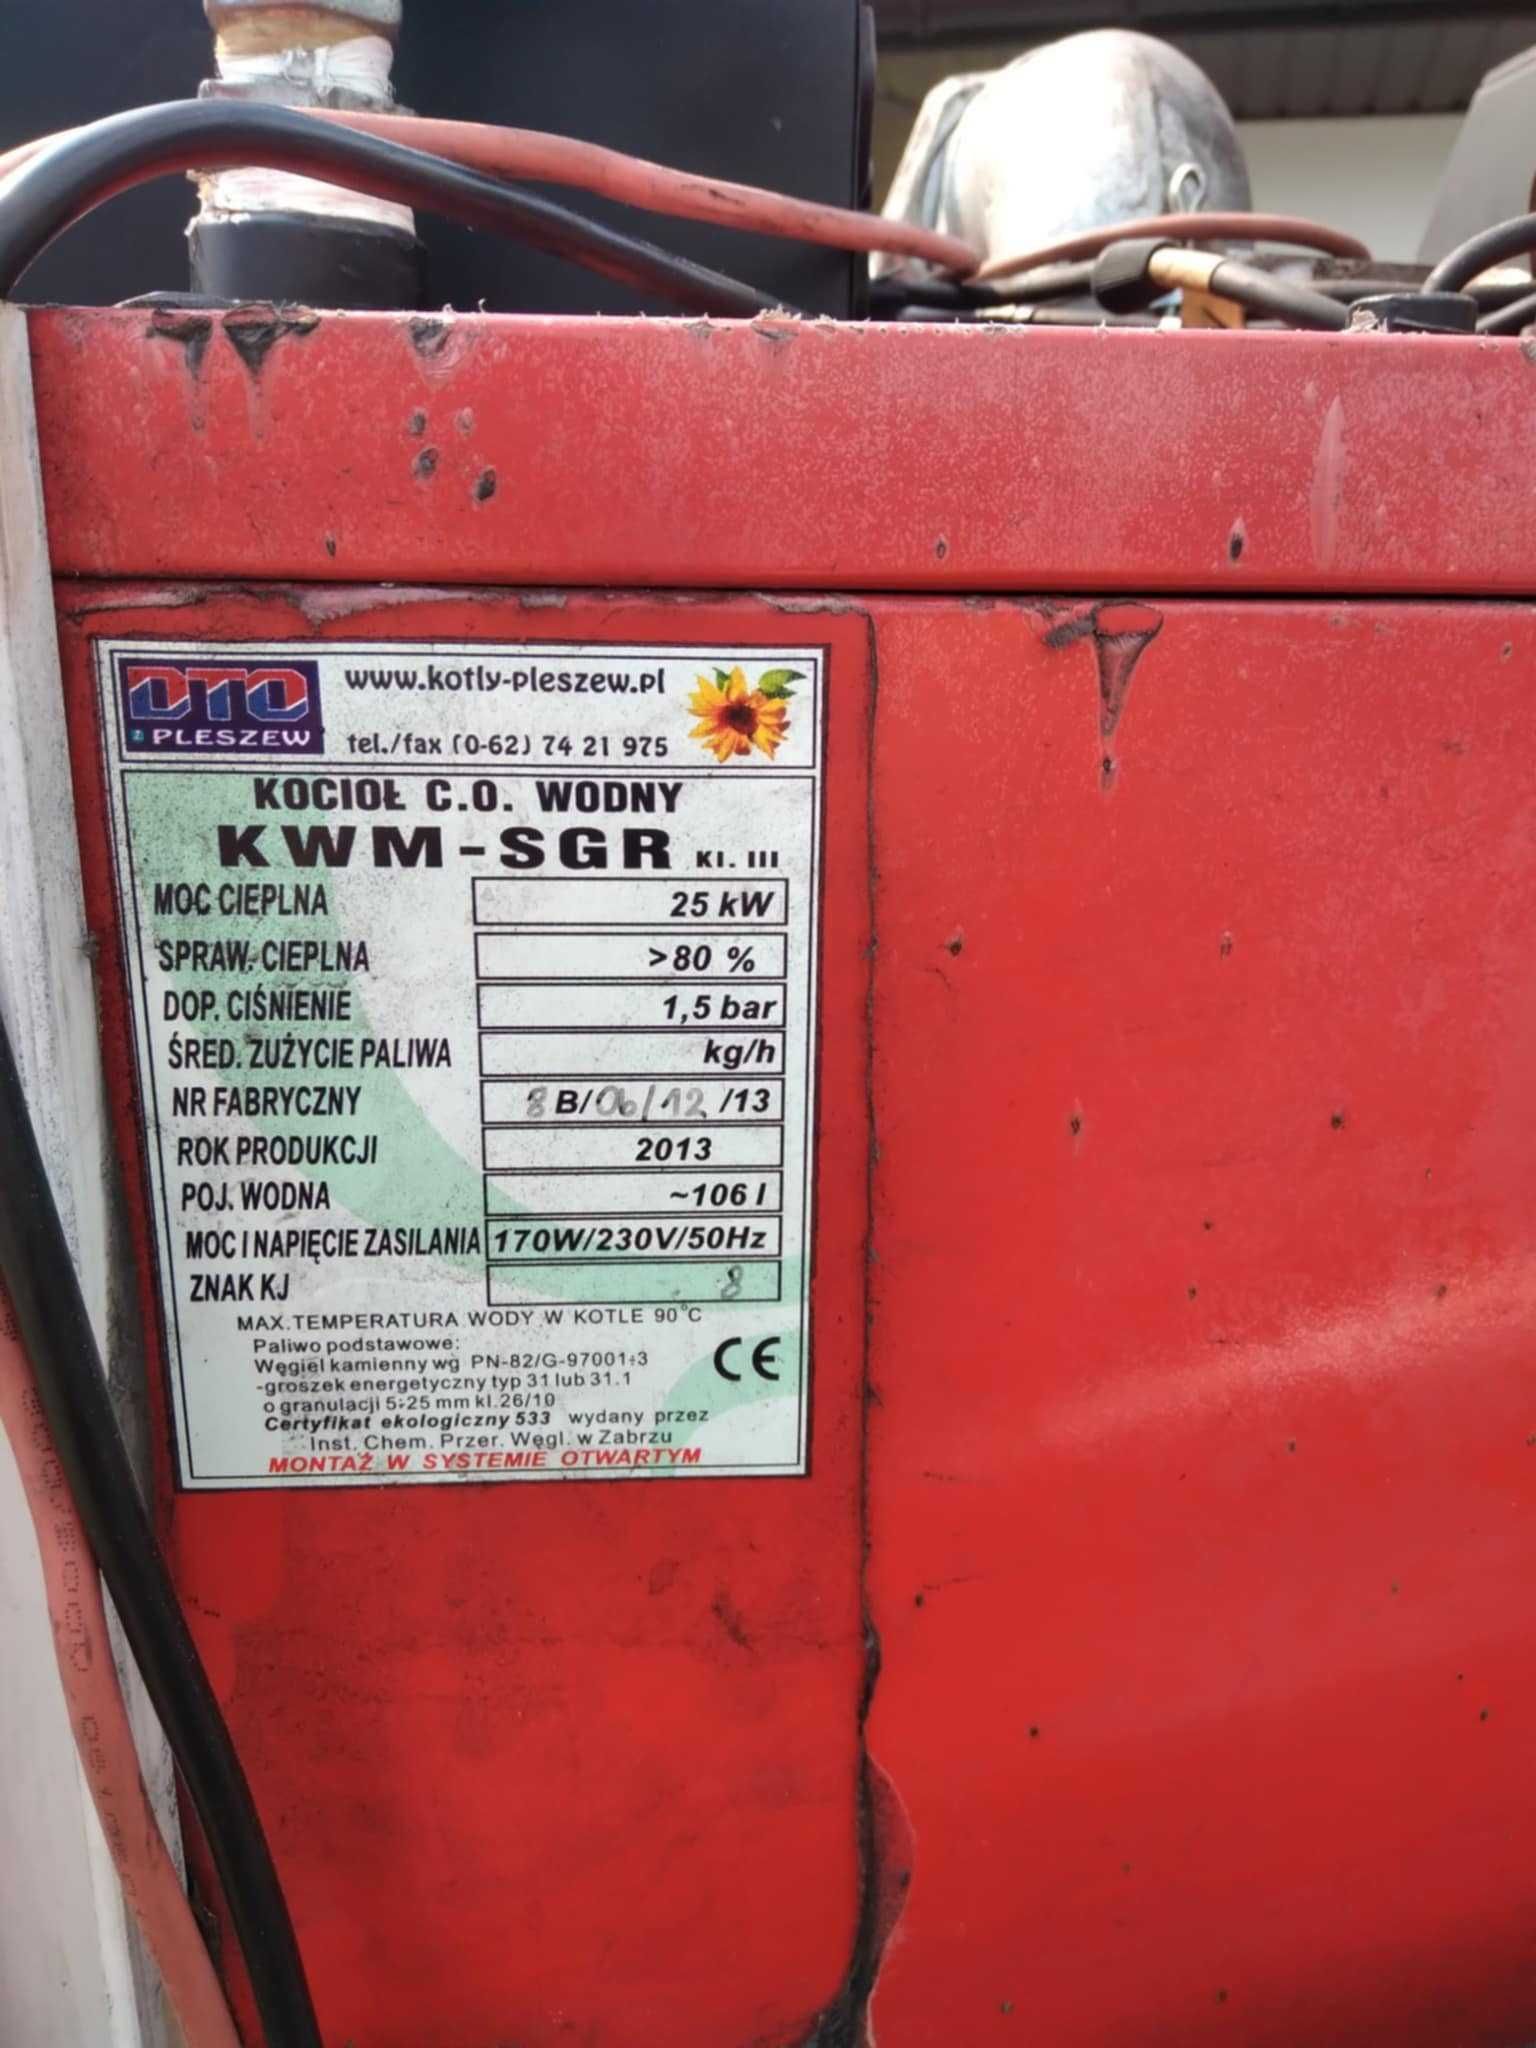 DTO
Z PLESZEW
www.kotly-pleszew.pl
tel./fax (0-62) 74 21 975
KOCIOŁ C.O. WODNY
KWM-SGR Kl. III
MOC CIEPLNA 25 kW
SPRAW. CIEPLNA >80 %
DOP. CIŚNIENIE 1,5 bar
ŚRED. ZUŻYCIE PALIWA kg/h
NR FABRYCZNY 8 B/06/12 /13
ROK PRODUKCJI 2013
POJ. WODNA ~106 l
MOC I NAPIĘCIE ZASILANIA 170W/230V/50Hz
ZNAK KJ 8
MAX.TEMPERATURA WODY W KOTLE 90°C
Paliwo podstawowe:
Węgiel kamienny wg PN-82/G-97001÷3
-groszek energetyczny typ 31 lub 31.1
o granulacji 5÷25 mm kl.26/10
CE
Certyfikat ekologiczny 533 wydany przez
Inst. Chem. Przer. Węgl. w Zabrzu
MONTAŻ W SYSTEMIE OTWARTYM